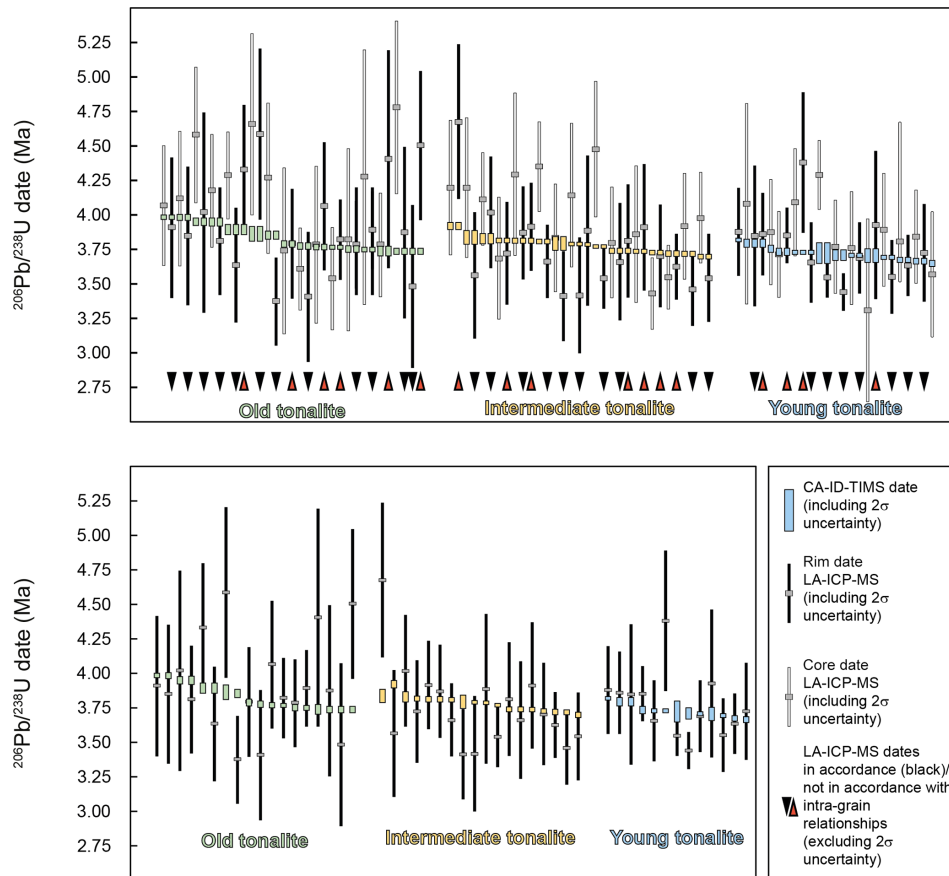 5.25
5.00
4.75
4.50
4.25
4.00
3.75
3.50
3.25
3.00
2.75
206Pb/238U date (Ma)
Old tonalite
Intermediate tonalite
Young tonalite
5.25
5.00
4.75
4.50
4.25
4.00
3.75
3.50
3.25
3.00
2.75
206Pb/238U date (Ma)
Old tonalite
Intermediate tonalite
Young tonalite
CA-ID-TIMS date
(including 2σ
uncertainty)
Rim date
LA-ICP-MS
(including 2σ
uncertainty)
Core date
LA-ICP-MS
(including 2σ
uncertainty)
LA-ICP-MS dates
in accordance (black)/
not in accordance with
intra-grain
relationships
(excluding 2σ
uncertainty)